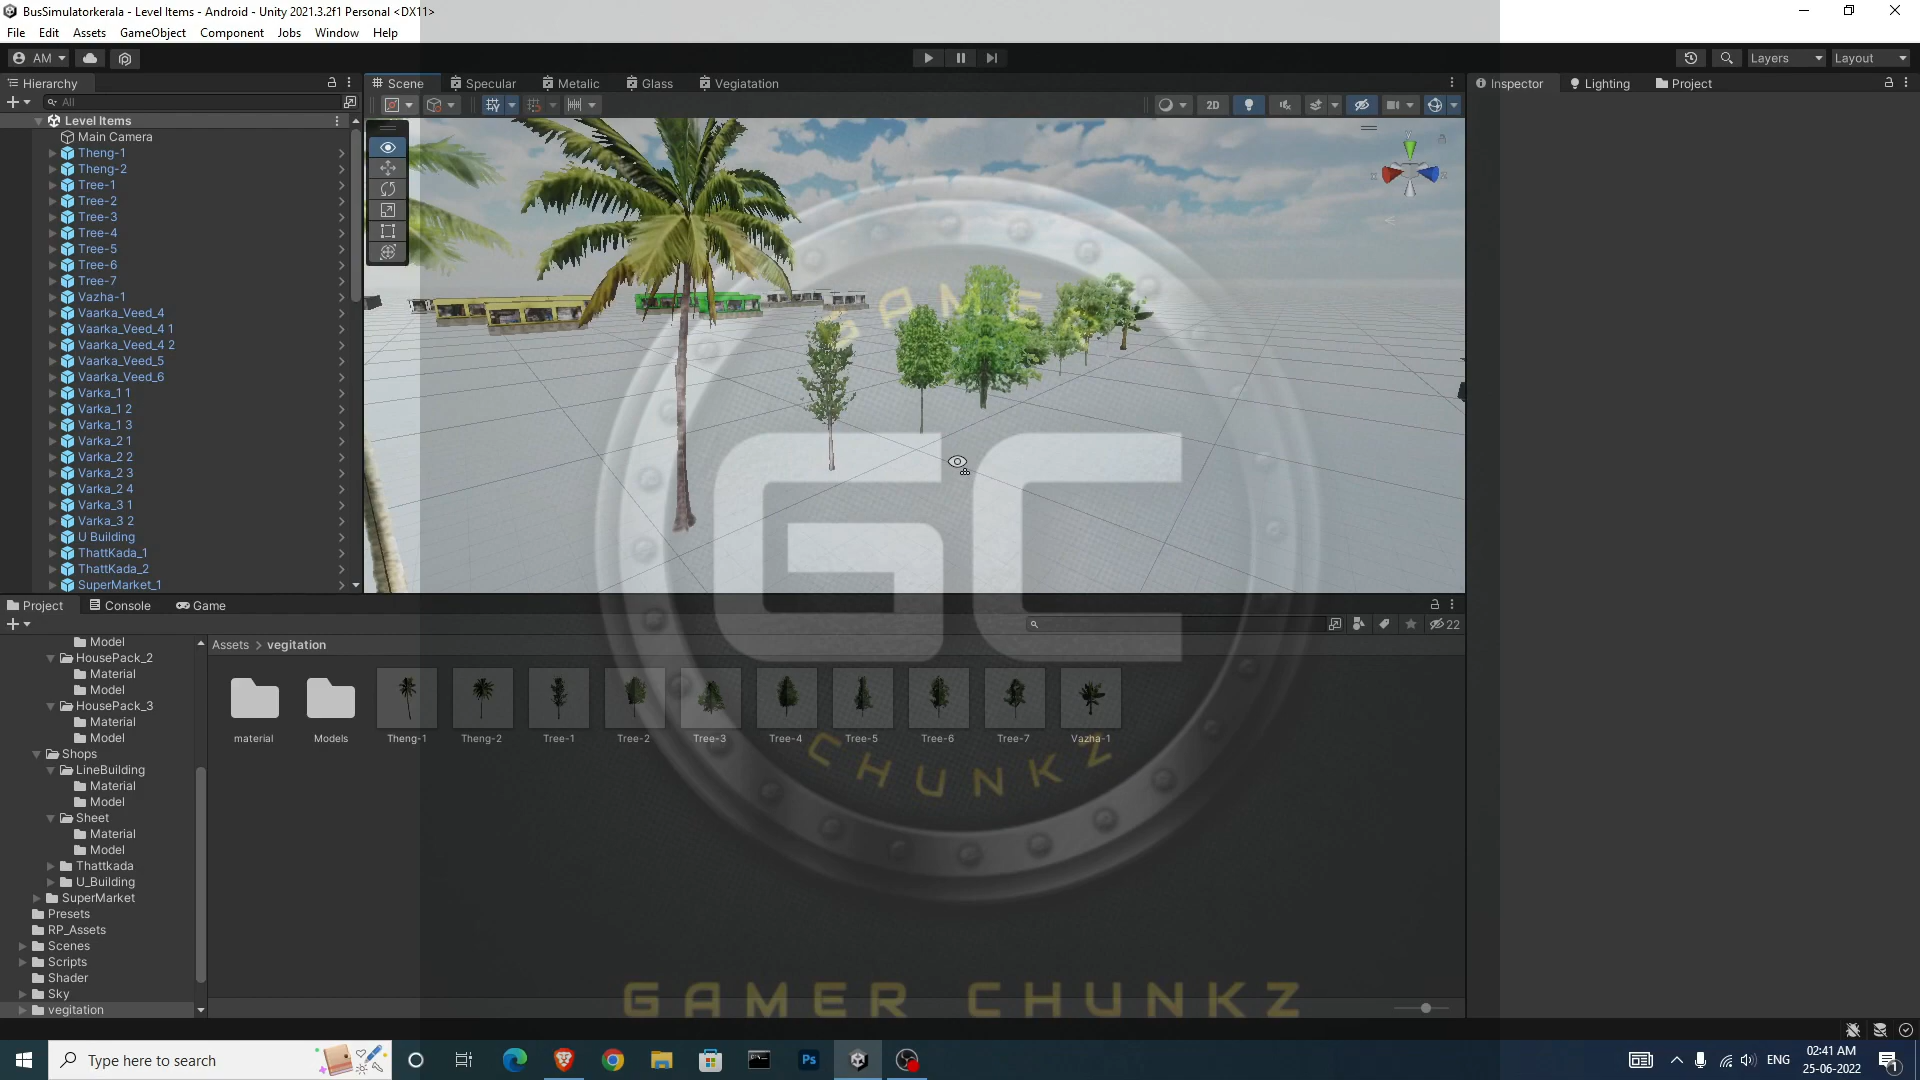 BusSimulatorkerala - Level Items - Android - Unity 2021.3.2f1 Personal <DX11>
File Edit Assets GameObject Component Jobs Window Help
AM
Layers Layout
Hierarchy
Scene Specular Metalic Glass Vegiatation
Inspector Lighting Project
All
2D
Level Items
Main Camera
Theng-1
Theng-2
Tree-1
Tree-2
Tree-3
Tree-4
Tree-5
Tree-6
Tree-7
Vazha-1
Vaarka_Veed_4
Vaarka_Veed_4 1
Vaarka_Veed_4 2
Vaarka_Veed_5
Vaarka_Veed_6
Varka_1 1
Varka_1 2
Varka_1 3
Varka_2 1
Varka_2 2
Varka_2 3
Varka_2 4
Varka_3 1
Varka_3 2
U Building
ThattKada_1
ThattKada_2
SuperMarket_1
GAMER
GC
CHUNKZ
GAMER CHUNKZ
Project Console Game
22
Model
HousePack_2
Material
Model
HousePack_3
Material
Model
Shops
LineBuilding
Material
Model
Sheet
Material
Model
Thattkada
U_Building
SuperMarket
Presets
RP_Assets
Scenes
Scripts
Shader
Sky
vegitation
Assets > vegitation
material Models Theng-1 Theng-2 Tree-1 Tree-2 Tree-3 Tree-4 Tree-5 Tree-6 Tree-7 Vazha-1
Type here to search
Ps
ENG
02:41 AM
25-06-2022
1